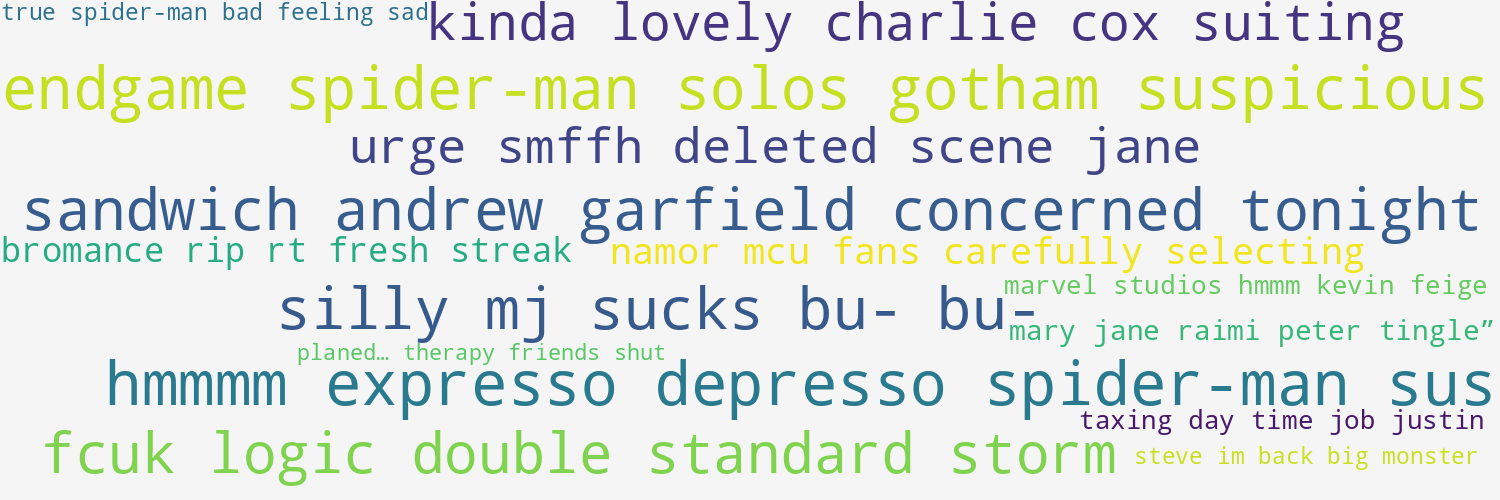 true spider-man bad feeling sad
kinda lovely charlie cox suiting
endgame spider-man solos gotham suspicious
urge smffh deleted scene jane
sandwich andrew garfield concerned tonight
bromance rip rt fresh streak
namor mcu fans carefully selecting
marvel studios hmmm kevin feige
silly mj sucks bu- bu-
mary jane raimi peter tingle”
planed… therapy friends shut
hmmmm expresso depresso spider-man sus
taxing day time job justin
fcuk logic double standard storm
steve im back big monster